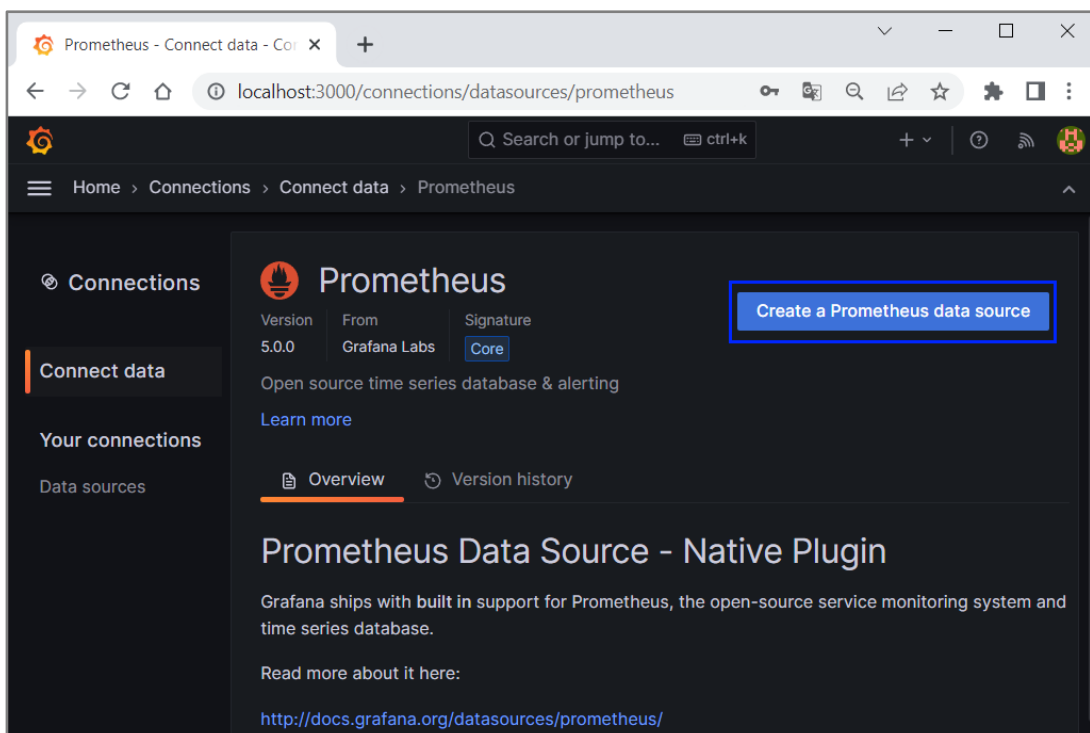 Prometheus - Connect data - Cor
localhost:3000/connections/datasources/prometheus
Search or jump to... ctrl+k
Home › Connections › Connect data › Prometheus
Connections
Connect data
Your connections
Data sources
Prometheus
Create a Prometheus data source
Version From Signature
5.0.0 Grafana Labs Core
Open source time series database & alerting
Learn more
Overview Version history
Prometheus Data Source - Native Plugin
Grafana ships with built in support for Prometheus, the open-source service monitoring system and
time series database.
Read more about it here:
http://docs.grafana.org/datasources/prometheus/